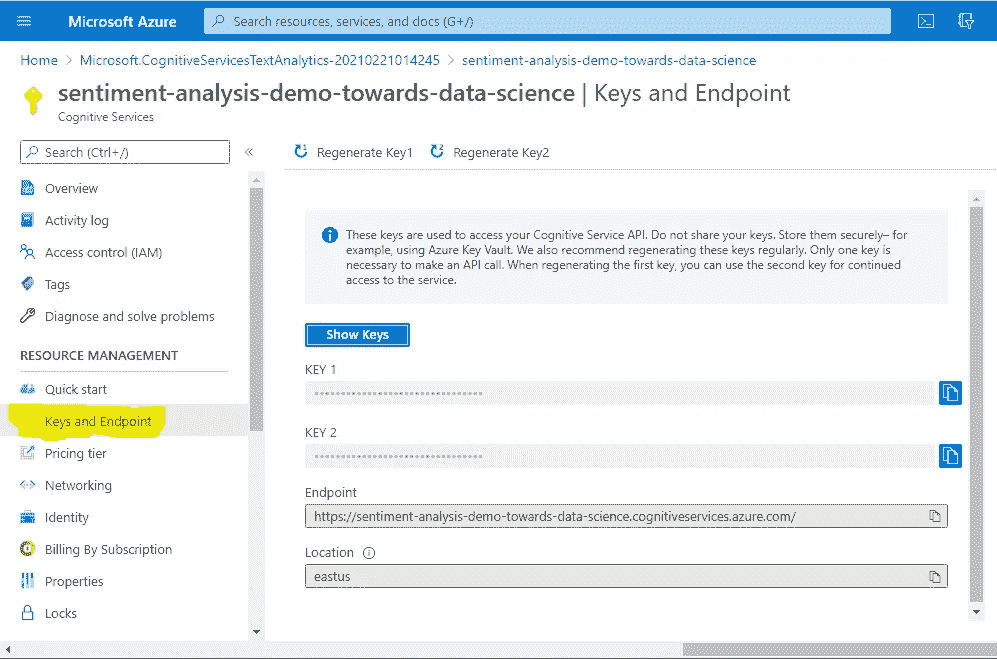 Microsoft Azure
Search resources, services, and docs (G+/)
Home > Microsoft.CognitiveServicesTextAnalytics-20210221014245 > sentiment-analysis-demo-towards-data-science
sentiment-analysis-demo-towards-data-science | Keys and Endpoint
Cognitive Services
Search (Ctrl+/)
«
Overview
Activity log
Access control (IAM)
Tags
Diagnose and solve problems
RESOURCE MANAGEMENT
Quick start
Keys and Endpoint
Pricing tier
Networking
Identity
Billing By Subscription
Properties
Locks
Regenerate Key1
Regenerate Key2
These keys are used to access your Cognitive Service API. Do not share your keys. Store them securely– for
example, using Azure Key Vault. We also recommend regenerating these keys regularly. Only one key is
necessary to make an API call. When regenerating the first key, you can use the second key for continued
access to the service.
Show Keys
KEY 1
KEY 2
Endpoint
https://sentiment-analysis-demo-towards-data-science.cognitiveservices.azure.com/
Location
eastus